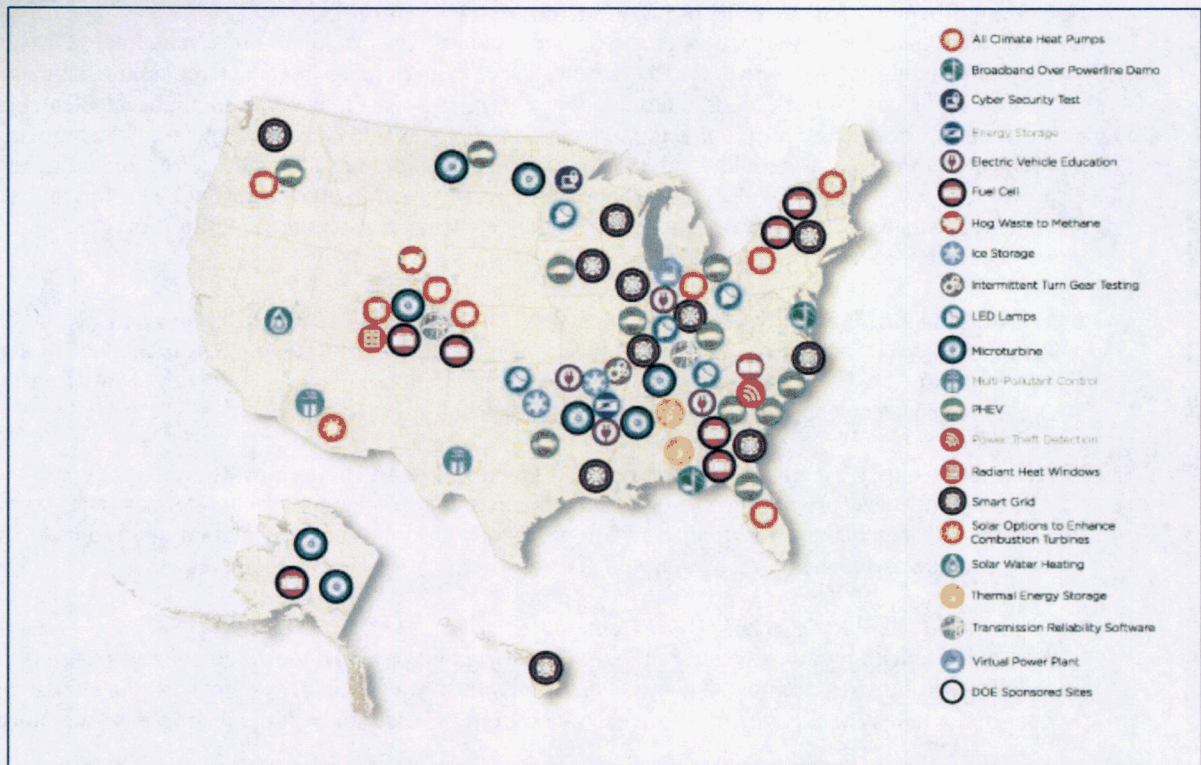 All Climate Heat Pumps
Broadband Over Powerline Demo
Cyber Security Test
Energy Storage
Electric Vehicle Education
Fuel Cell
Hog Waste to Methane
Ice Storage
Intermittent Turn Gear Testing
LED Lamps
Microturbine
Multi-Pollutant Control
PHEV
Power Theft Detection
Radiant Heat Windows
Smart Grid
Solar Options to Enhance
Combustion Turbines
Solar Water Heating
Thermal Energy Storage
Transmission Reliability Software
Virtual Power Plant
DOE Sponsored Sites